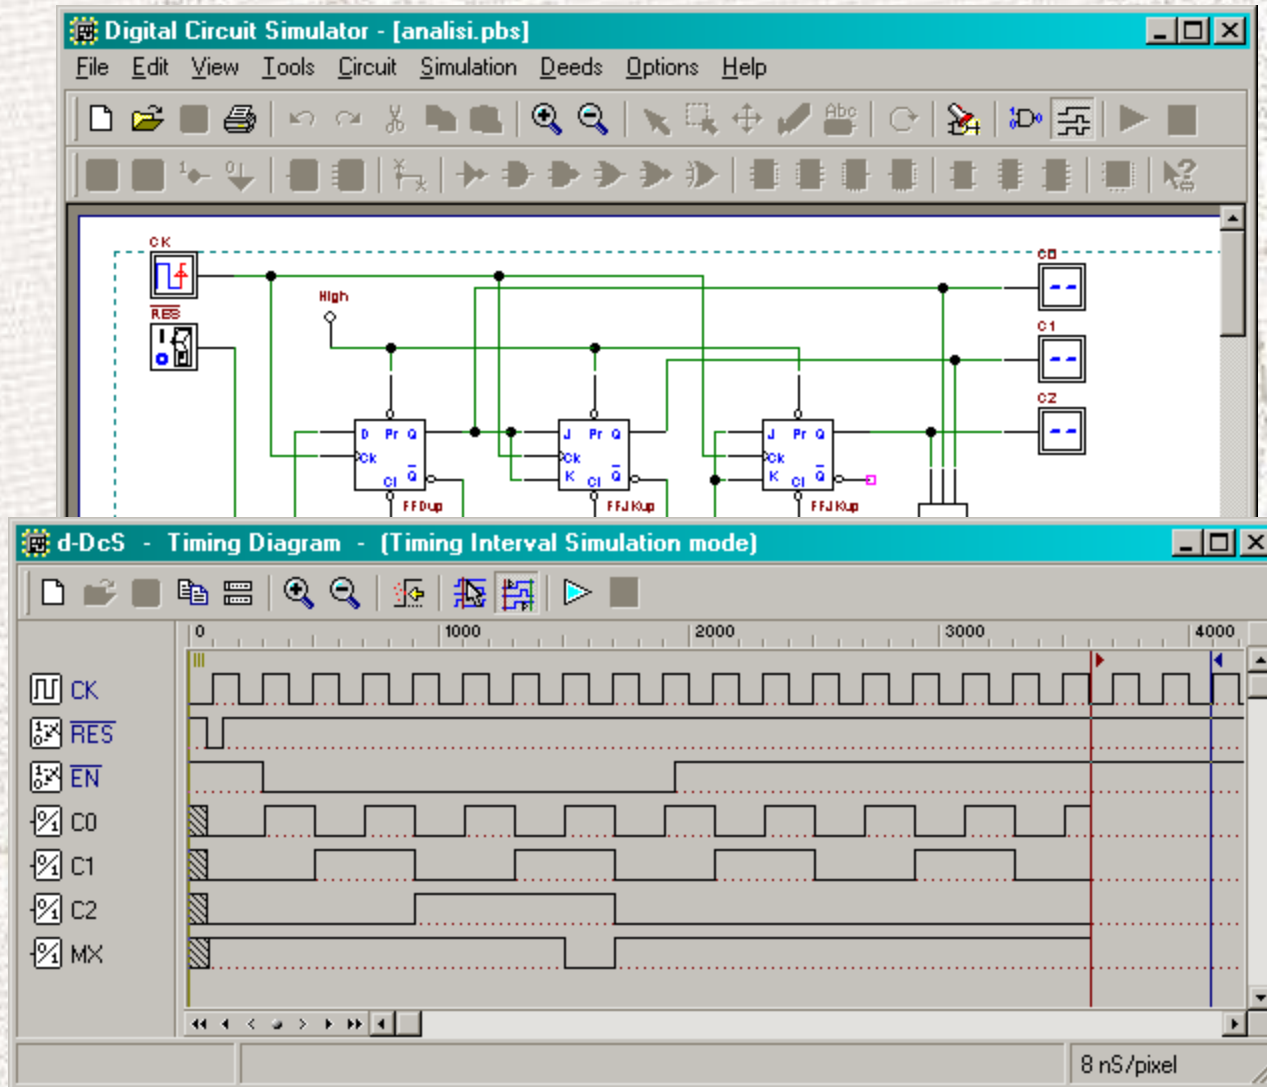 Digital Circuit Simulator - [analisi.pbs]
File Edit View Tools Circuit Simulation Deeds Options Help
Abc
CK
RES
High
C0
C1
C2
D Pr Q
Ck
Cl Q
FFDup
J Pr Q
Ck
K Cl Q
FFJKup
J Pr Q
Ck
K Cl Q
FFJKup
d-DcS - Timing Diagram - (Timing Interval Simulation mode)
0 1000 2000 3000 4000
CK
RES
EN
C0
C1
C2
MX
8 nS/pixel